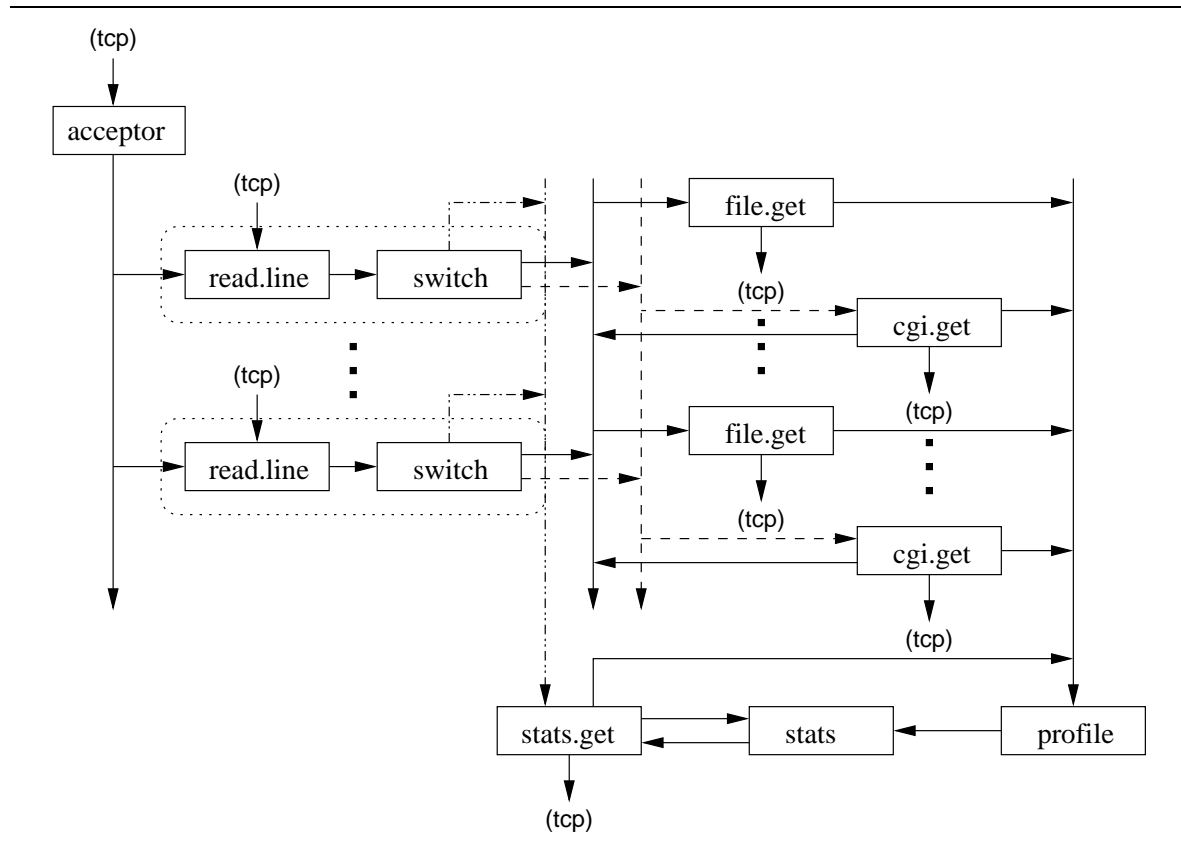 (tcp)
acceptor
(tcp)
file.get
read.line
switch
(tcp)
cgi.get
(tcp)
(tcp)
file.get
read.line
switch
(tcp)
cgi.get
(tcp)
stats.get
stats
profile
(tcp)